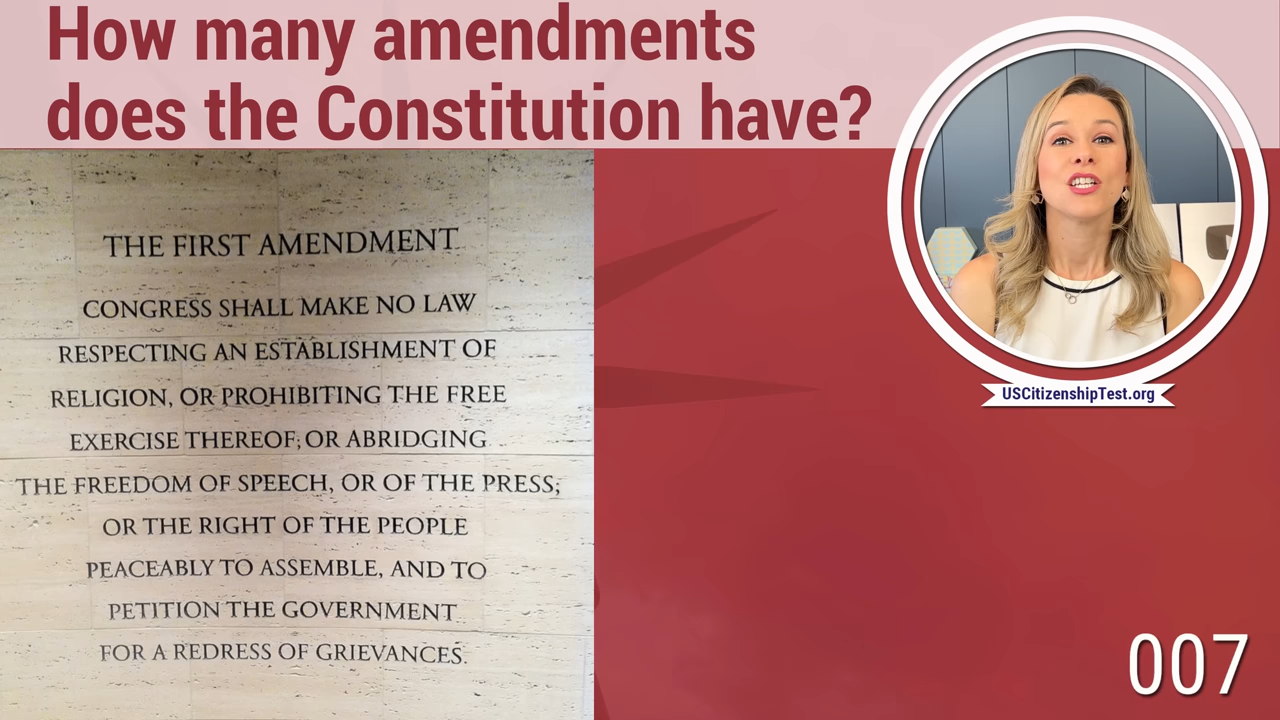 How many amendments
does the Constitution have?
THE FIRST AMENDMENT
CONGRESS SHALL MAKE NO LAW
RESPECTING AN ESTABLISHMENT OF
RELIGION, OR PROHIBITING THE FREE
EXERCISE THEREOF; OR ABRIDGING
THE FREEDOM OF SPEECH, OR OF THE PRESS;
OR THE RIGHT OF THE PEOPLE
PEACEABLY TO ASSEMBLE, AND TO
PETITION THE GOVERNMENT
FOR A REDRESS OF GRIEVANCES.
USCitizenshipTest.org
007